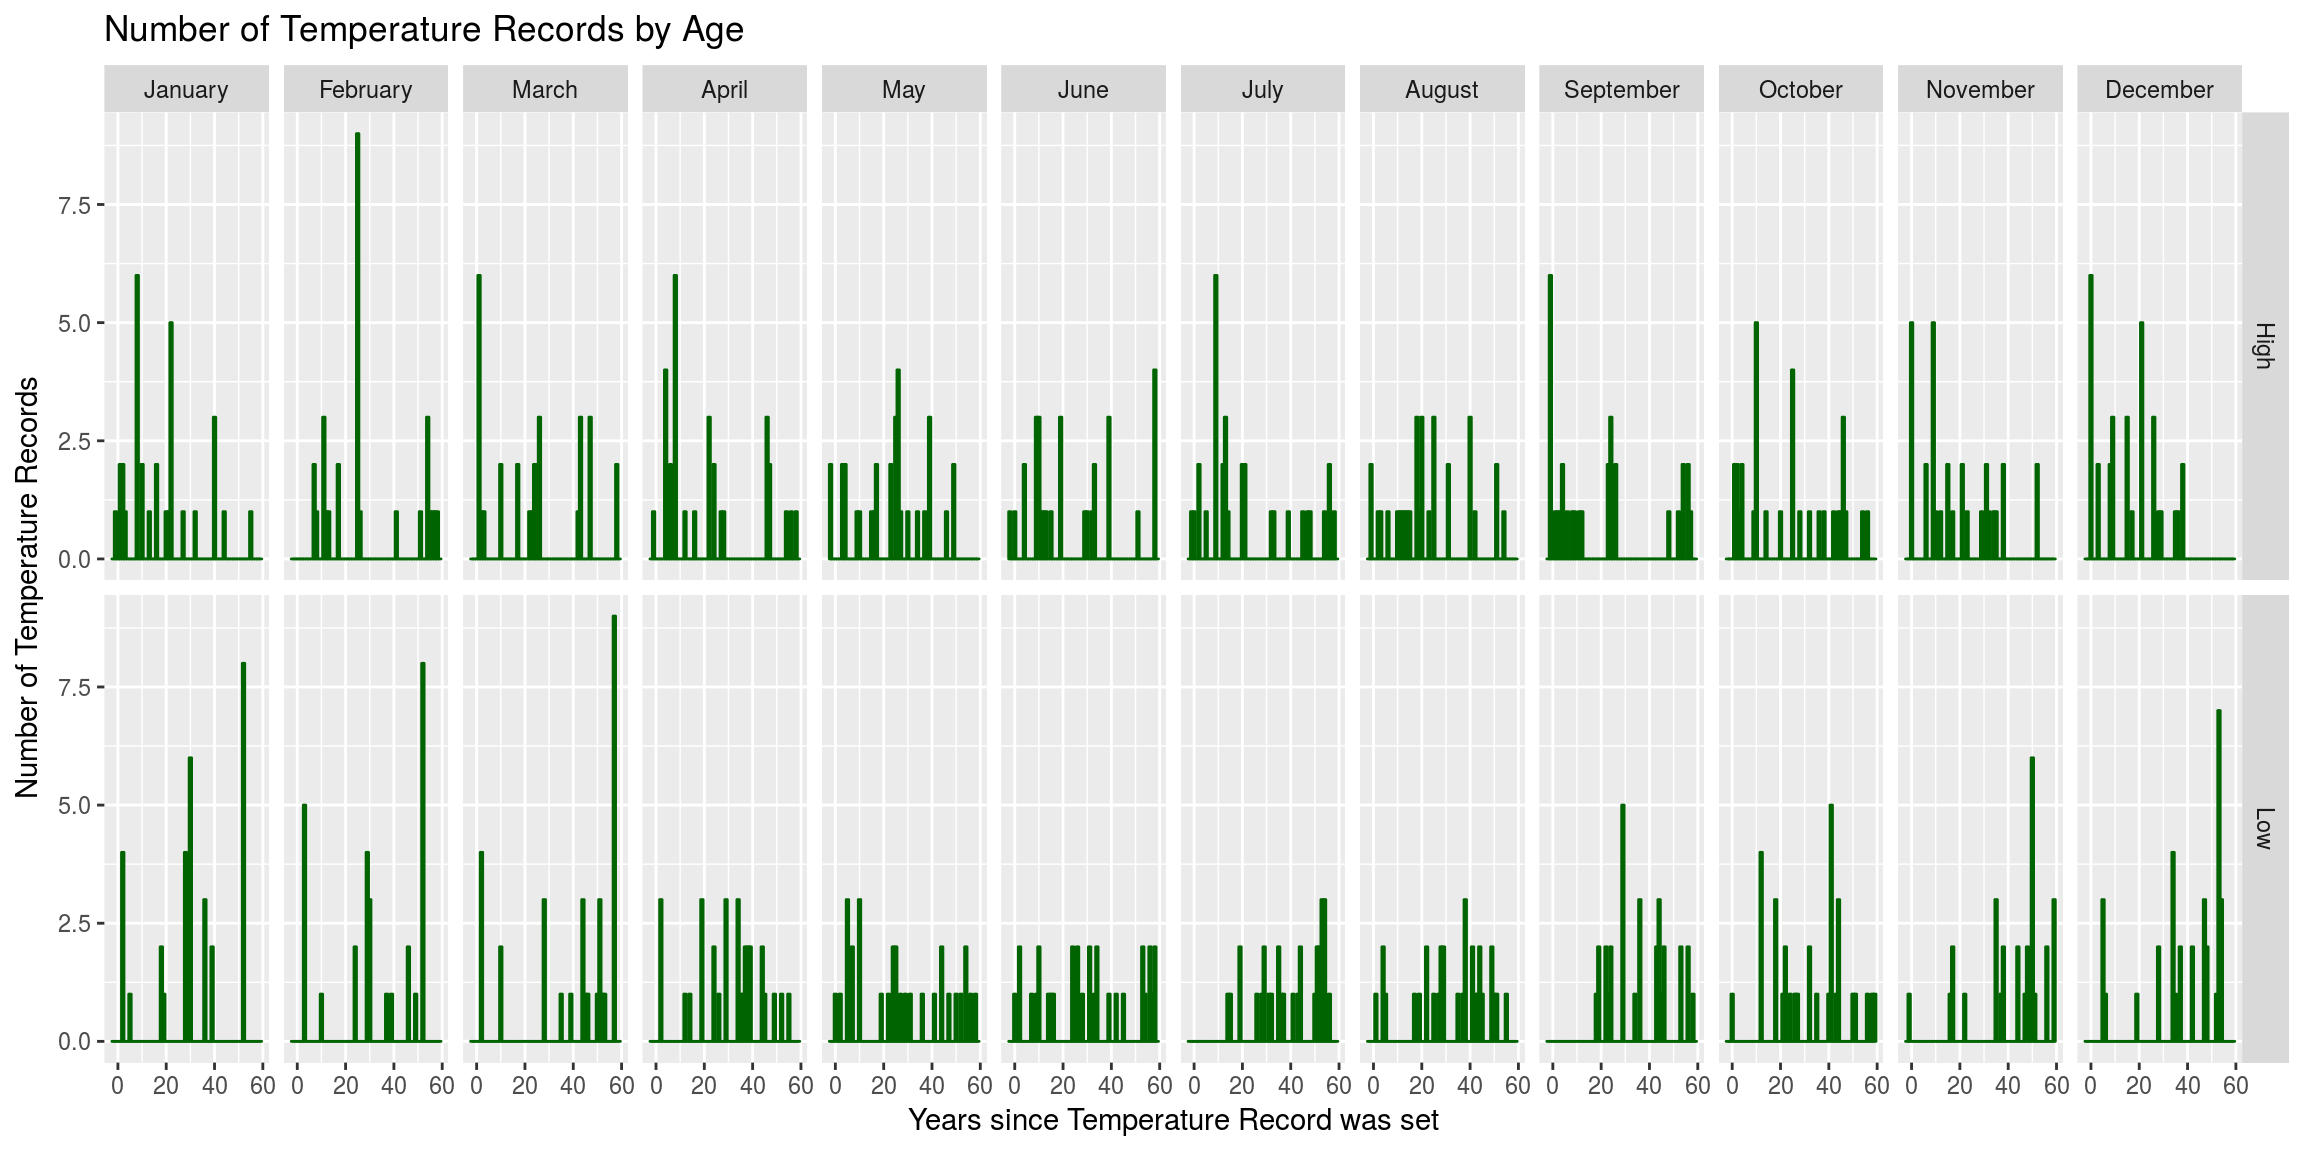 Number of Temperature Records by Age
January February March April May June July August September October November December
Number of Temperature Records
7.5
5.0
2.5
0.0
High
7.5
5.0
2.5
0.0
Low
0 20 40 60 0 20 40 60 0 20 40 60 0 20 40 60 0 20 40 60 0 20 40 60 0 20 40 60 0 20 40 60 0 20 40 60 0 20 40 60 0 20 40 60 0 20 40 60
Years since Temperature Record was set